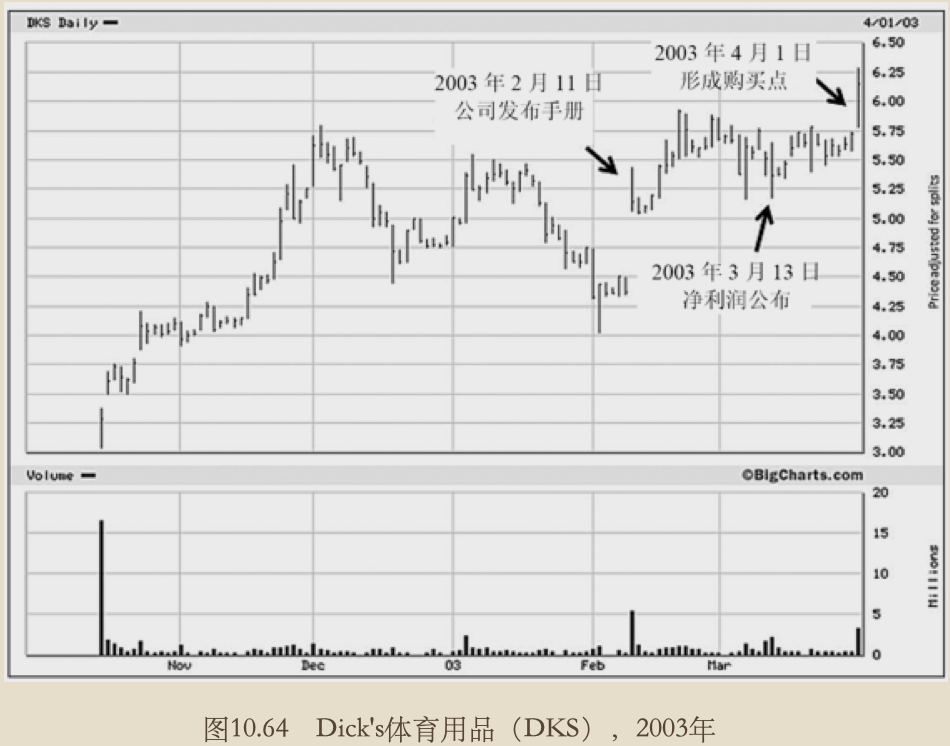 DKS Daily
4/01/03
6.50
6.25
6.00
5.75
5.50
5.25
5.00
4.75
4.50
4.25
4.00
3.75
3.50
3.25
3.00
Price adjusted for splits
2003 年 2 月 11 日
公司发布手册
2003 年 4 月 1 日
形成购买点
2003 年 3 月 13 日
净利润公布
Volume
©BigCharts.com
20
15
10
5
0
Millions
Nov
Dec
03
Feb
Mar
图10.64 Dick's体育用品（DKS），2003年